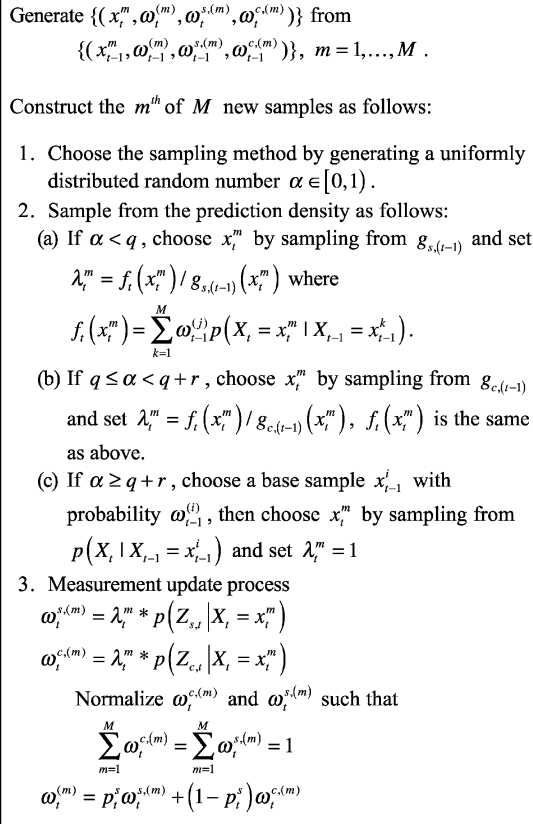 Generate {( x_t^m , ω_t^{(m)} , ω_t^{s,(m)} , ω_t^{c,(m)} )} from
{( x_{t−1}^m , ω_{t−1}^{(m)} , ω_{t−1}^{s,(m)} , ω_{t−1}^{c,(m)} )}, m = 1,..., M .
Construct the m^{th} of M new samples as follows:
1. Choose the sampling method by generating a uniformly
distributed random number α ∈ [0,1) .
2. Sample from the prediction density as follows:
(a) If α < q , choose x_t^m by sampling from g_{s,(t−1)} and set
λ_t^m = f_t (x_t^m) / g_{s,(t−1)} (x_t^m) where
f_t (x_t^m) = ∑_{k=1}^{M} ω_{t−1}^{(j)} p(X_t = x_t^m | X_{t−1} = x_{t−1}^k) .
(b) If q ≤ α < q + r , choose x_t^m by sampling from g_{c,(t−1)}
and set λ_t^m = f_t (x_t^m) / g_{c,(t−1)} (x_t^m) , f_t (x_t^m) is the same
as above.
(c) If α ≥ q + r , choose a base sample x_{t−1}^i with
probability ω_{t−1}^{(i)} , then choose x_t^m by sampling from
p(X_t | X_{t−1} = x_{t−1}^i) and set λ_t^m = 1
3. Measurement update process
ω_t^{s,(m)} = λ_t^m * p(Z_{s,t} | X_t = x_t^m)
ω_t^{c,(m)} = λ_t^m * p(Z_{c,t} | X_t = x_t^m)
Normalize ω_t^{c,(m)} and ω_t^{s,(m)} such that
∑_{m=1}^{M} ω_t^{c,(m)} = ∑_{m=1}^{M} ω_t^{s,(m)} = 1
ω_t^{(m)} = p_t^s ω_t^{s,(m)} + (1 − p_t^s) ω_t^{c,(m)}